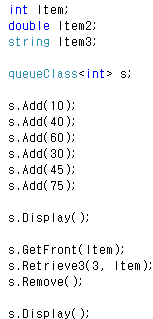 int Item;
double Item2;
string Item3;
queueClass<int> s;
s.Add(10);
s.Add(40);
s.Add(60);
s.Add(30);
s.Add(45);
s.Add(75);
s.Display();
s.GetFront(Item);
s.Retrieve3(3, Item);
s.Remove();
s.Display();